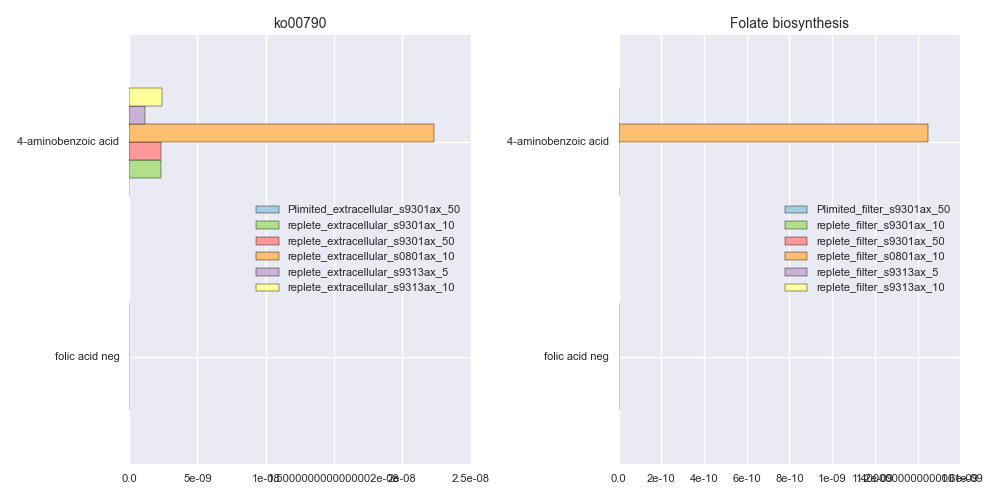 ko00790
4-aminobenzoic acid
folic acid neg
Plimited_extracellular_s9301ax_50
replete_extracellular_s9301ax_10
replete_extracellular_s9301ax_50
replete_extracellular_s0801ax_10
replete_extracellular_s9313ax_5
replete_extracellular_s9313ax_10
0.0 5e-09 2.5e-08
Folate biosynthesis
4-aminobenzoic acid
folic acid neg
Plimited_filter_s9301ax_50
replete_filter_s9301ax_10
replete_filter_s9301ax_50
replete_filter_s0801ax_10
replete_filter_s9313ax_5
replete_filter_s9313ax_10
0.0 2e-10 4e-10 6e-10 8e-10 1e-09